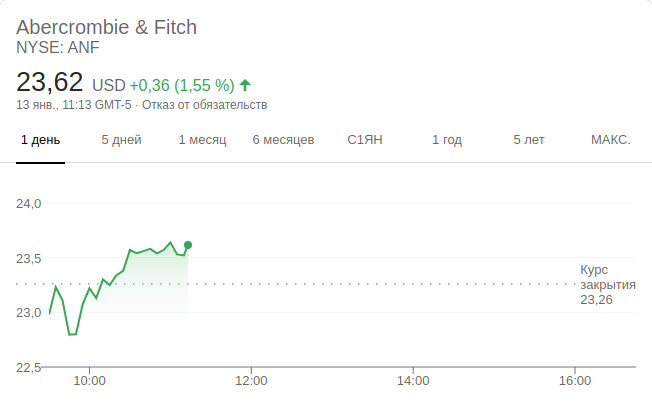 Abercrombie & Fitch
NYSE: ANF
23,62 USD +0,36 (1,55 %)
13 янв., 11:13 GMT-5 · Отказ от обязательств
1 день 5 дней 1 месяц 6 месяцев С1ЯН 1 год 5 лет МАКС.
24,0
23,5
Курс
закрытия
23,26
23,0
22,5
10:00 12:00 14:00 16:00